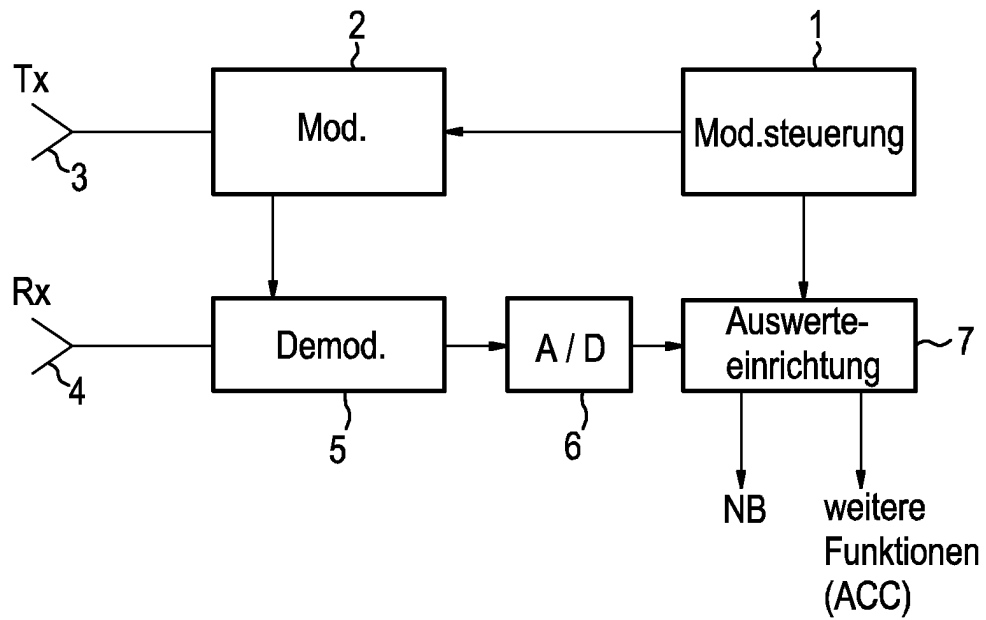 2
1
Tx
Mod.
Mod.steuerung
3
Rx
Demod.
A / D
Auswerte-
einrichtung
7
4
5
6
NB
weitere
Funktionen
(ACC)